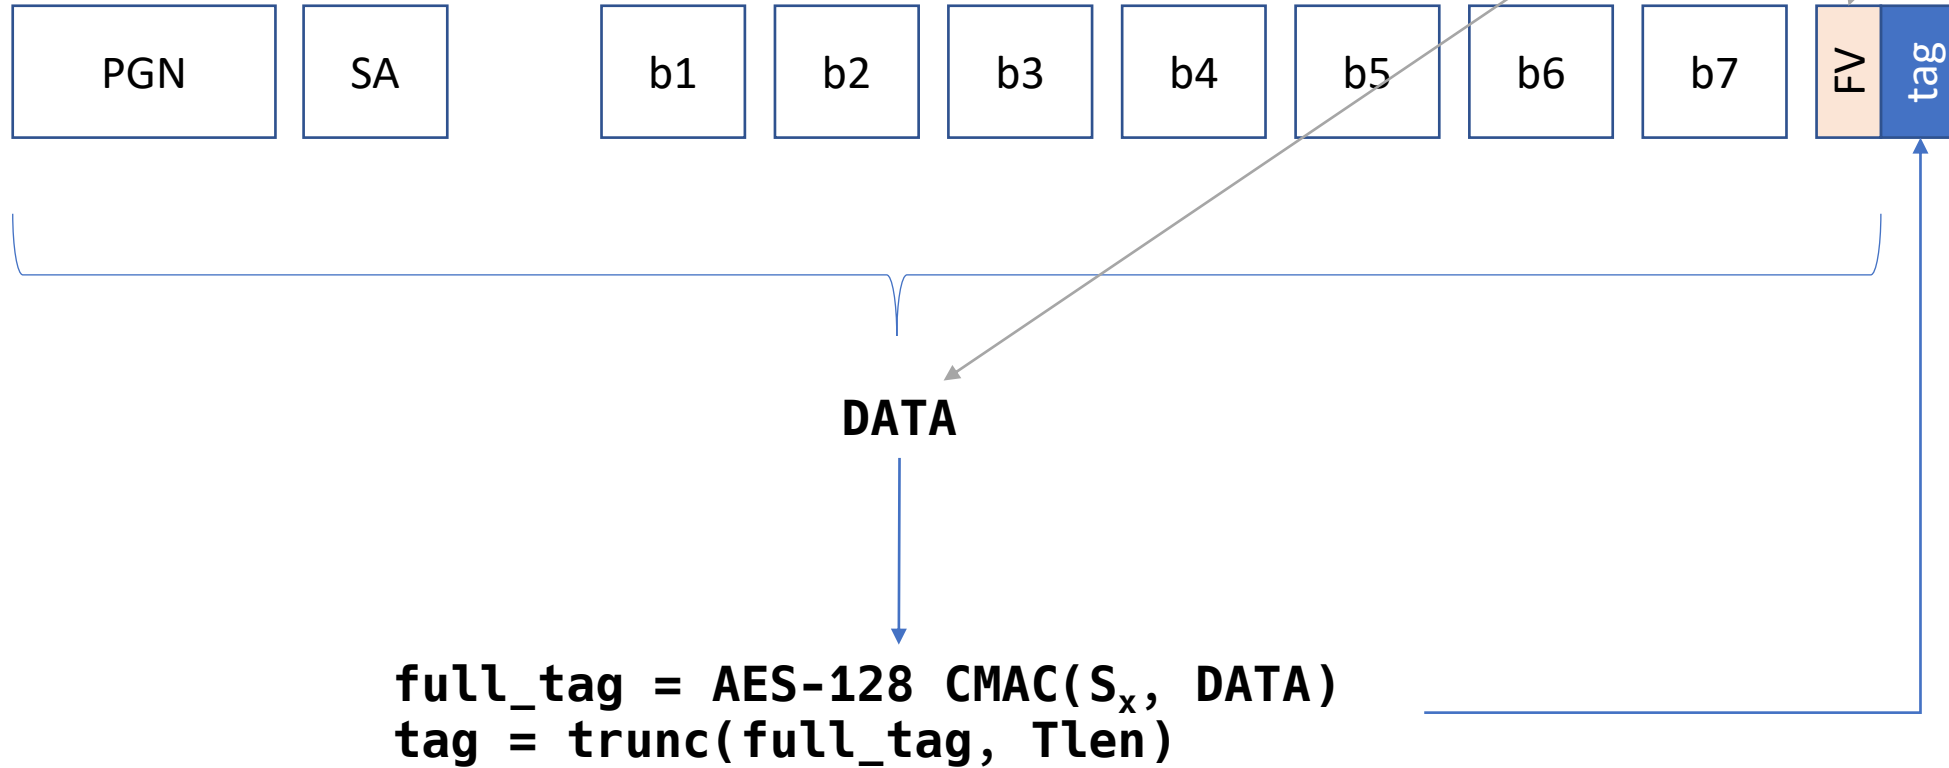 PGN SA b1 b2 b3 b4 b5 b6 b7 FV tag
DATA
full_tag = AES-128 CMAC(Sx, DATA)
tag = trunc(full_tag, Tlen)